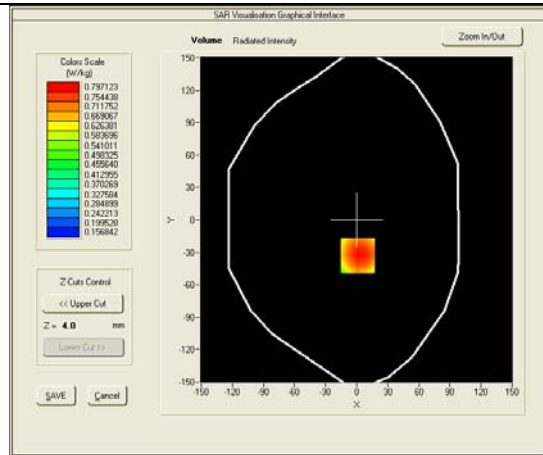 SAR Visualisation Graphical Interface
Volume Radiated Intensity
Zoom In/Out
Colors Scale
(W/kg)
0.797123
0.754438
0.711752
0.669067
0.626381
0.583696
0.541011
0.498325
0.455640
0.412955
0.370269
0.327584
0.284899
0.242213
0.199528
0.156842
Z-Cuts Control
<< Upper Cut
Z = 4.0 mm
Lower Cut >>
SAVE Cancel
150-
120-
90-
60-
30-
0-
-30-
-60-
-90-
-120-
-150-
Y
-150 -120 -90 -60 -30 0 30 60 90 120 150
X